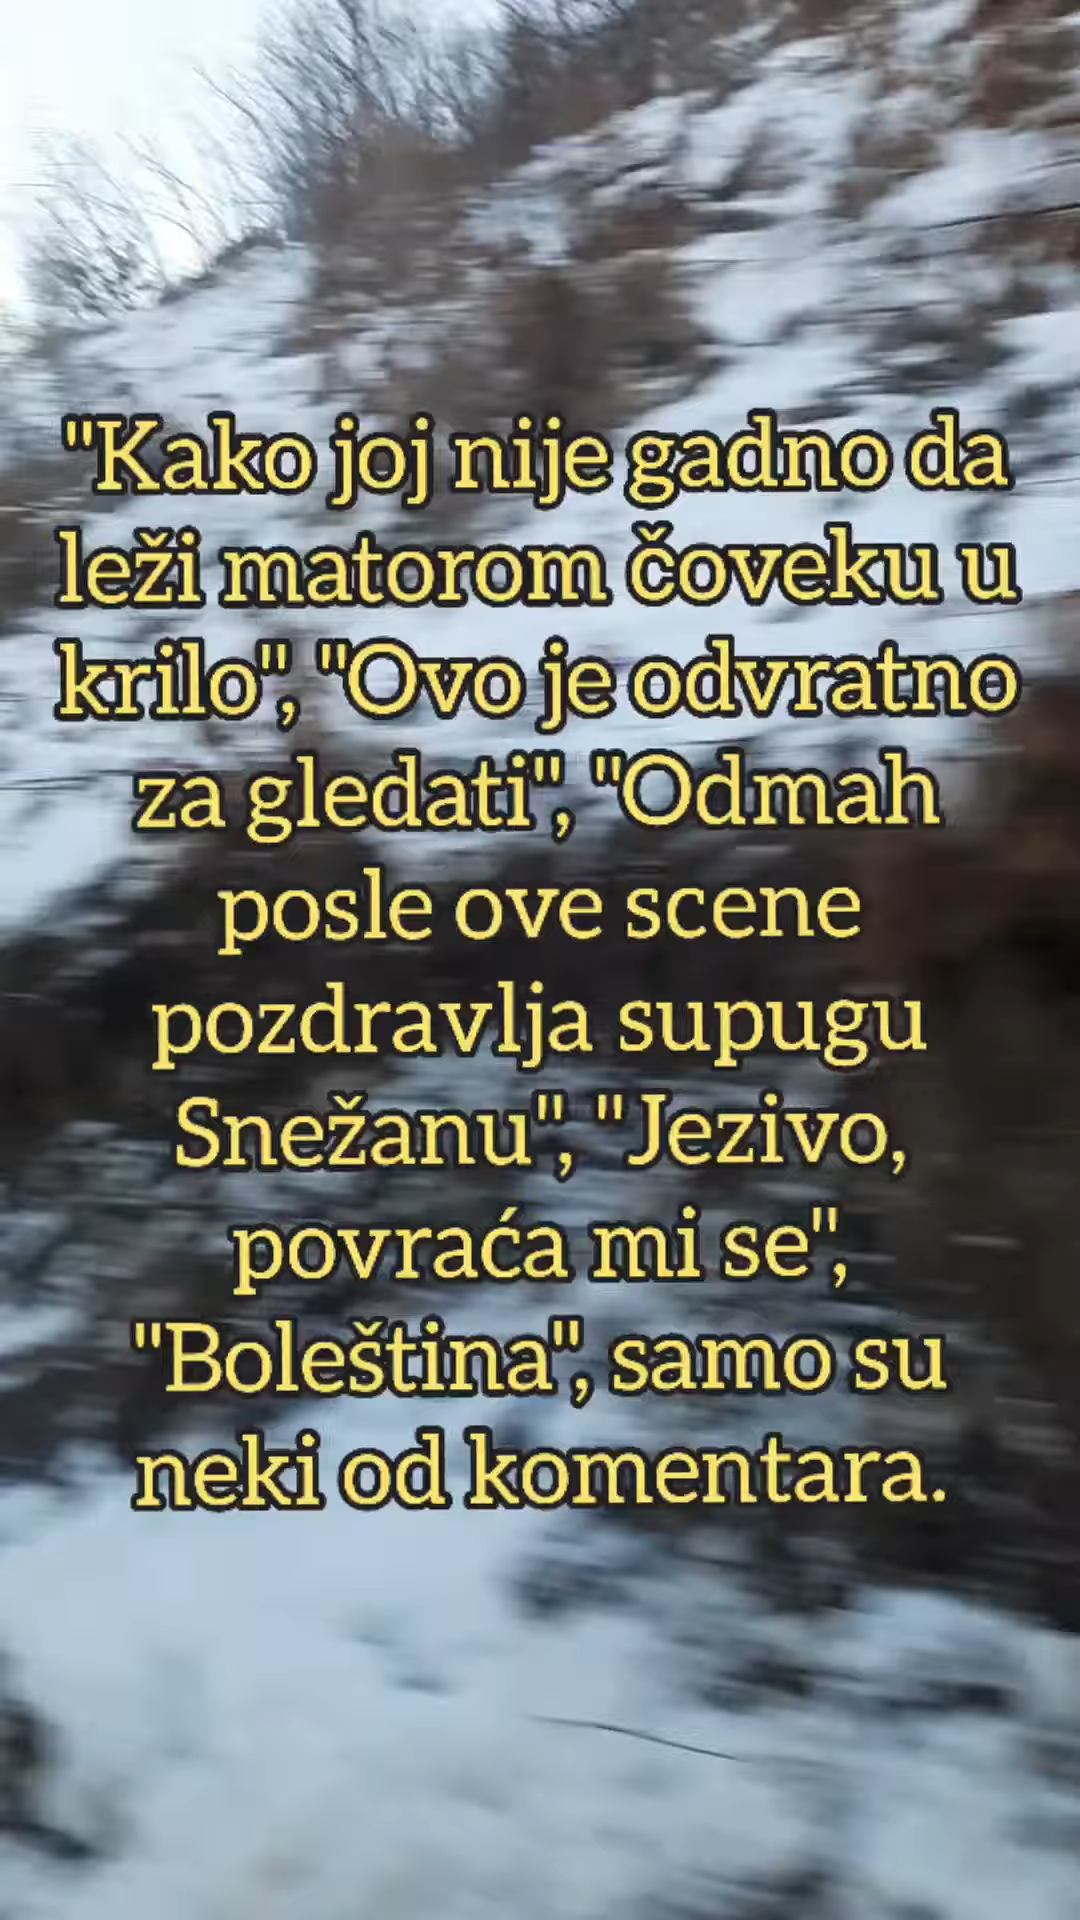 "Kako joj nije gadno da
leži matorom čoveku u
krilo", "Ovo je odvratno
za gledati", "Odmah
posle ove scene
pozdravlja supugu
Snežanu", "Jezivo,
povraća mi se",
"Boleština", samo su
neki od komentara.